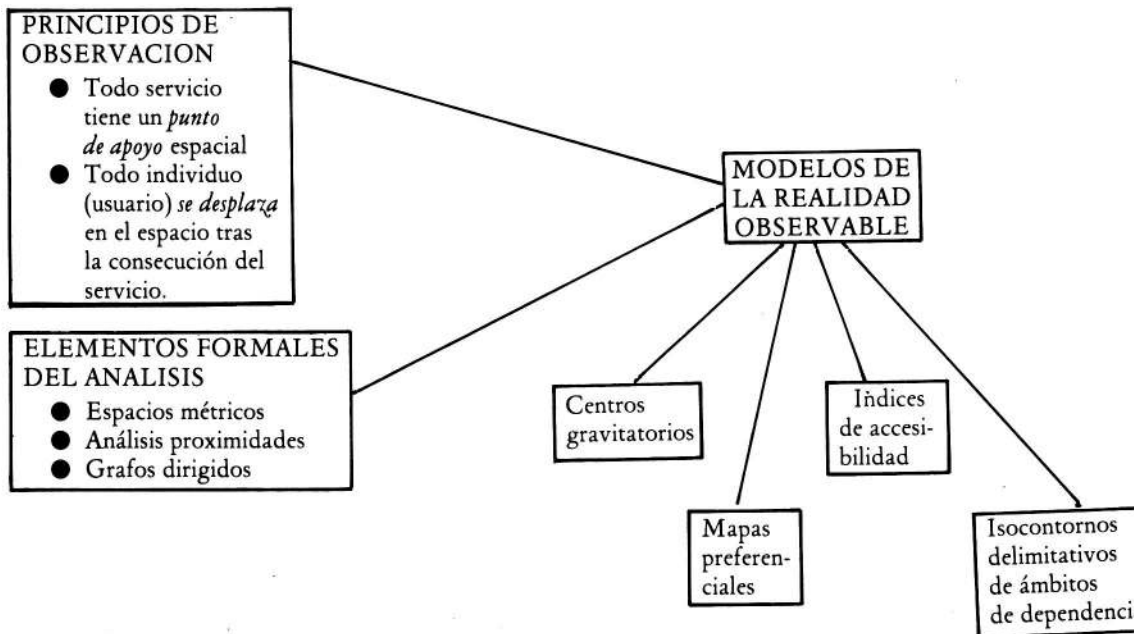 PRINCIPIOS DE
OBSERVACION
● Todo servicio
tiene un punto
de apoyo espacial
● Todo individuo
(usuario) se desplaza
en el espacio tras
la consecución del
servicio.
ELEMENTOS FORMALES
DEL ANALISIS
● Espacios métricos
● Análisis proximidades
● Grafos dirigidos
MODELOS DE
LA REALIDAD
OBSERVABLE
Centros
gravitatorios
Índices
de accesi-
bilidad
Mapas
preferen-
ciales
Isocontornos
delimitativos
de ámbitos
de dependenci